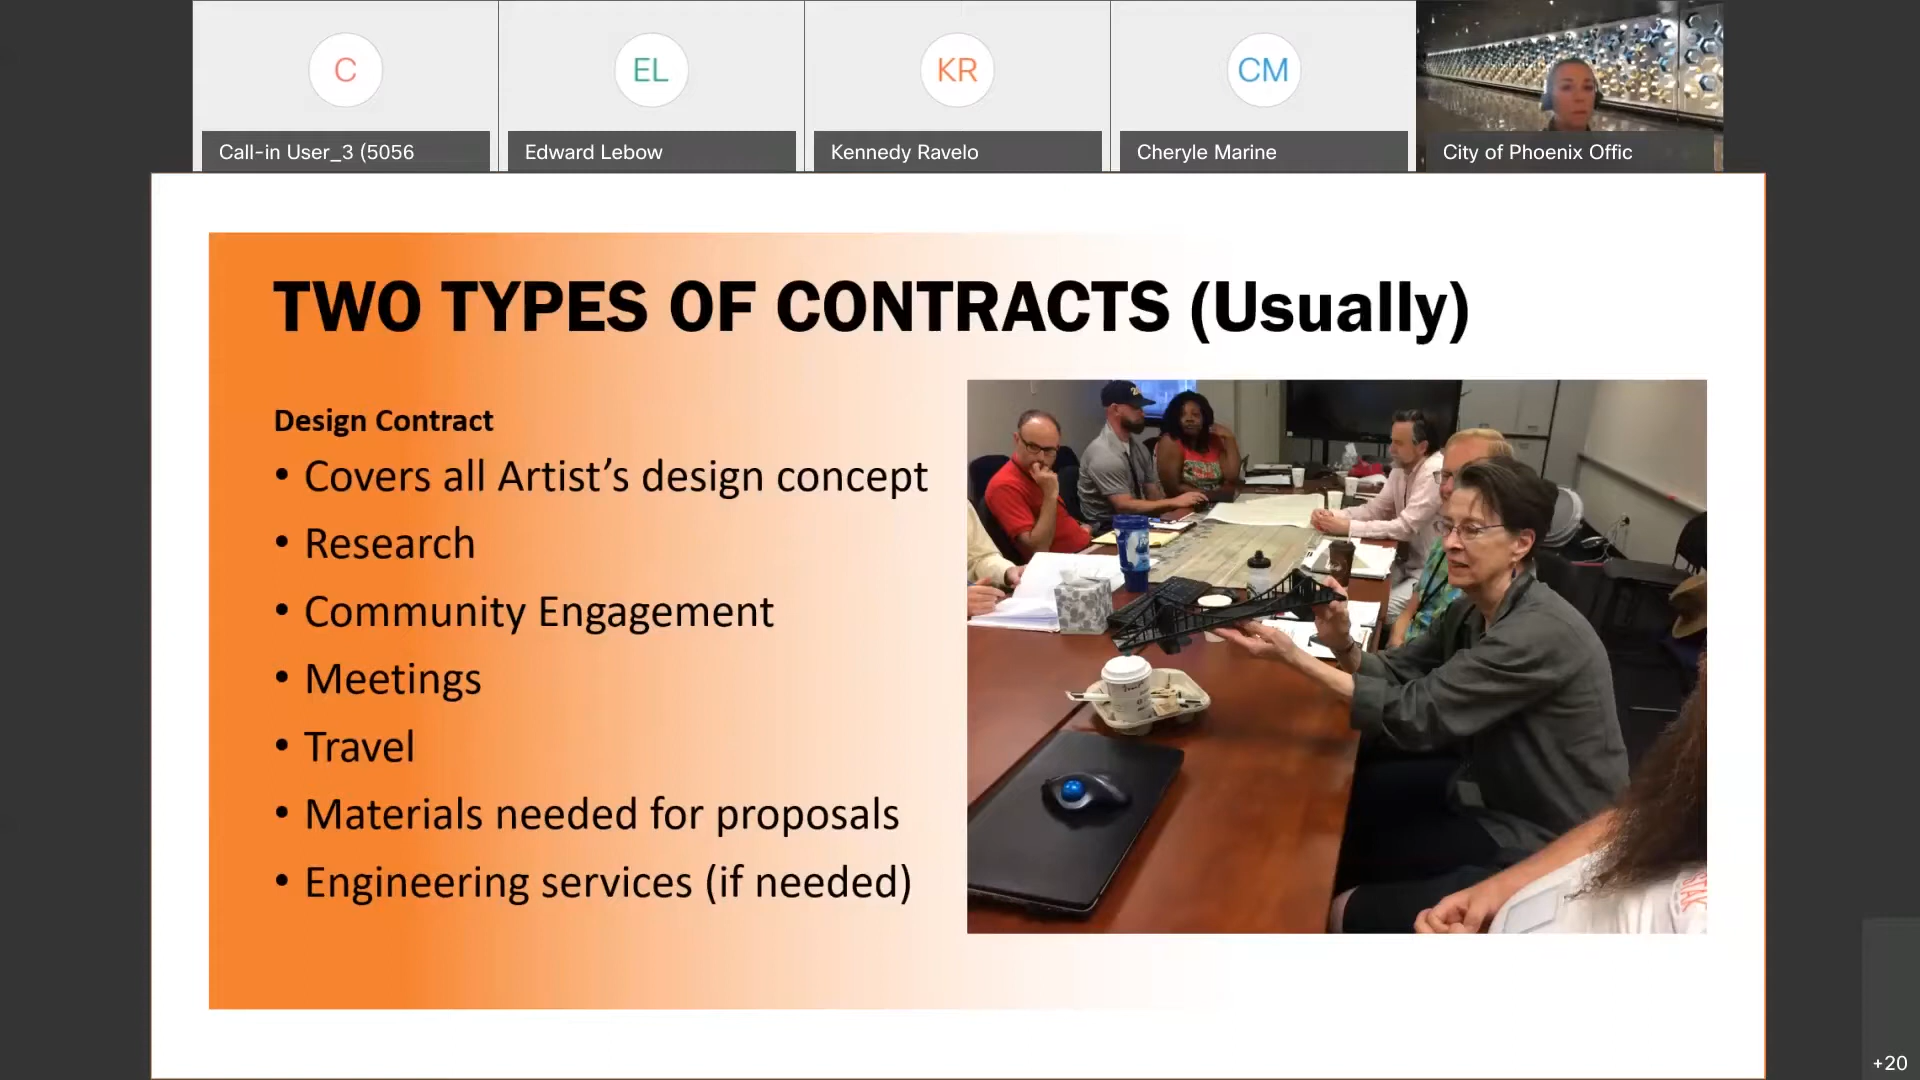 C
EL
KR
CM
Call-in User_3 (5056
Edward Lebow
Kennedy Ravelo
Cheryle Marine
City of Phoenix Offic
TWO TYPES OF CONTRACTS (Usually)
Design Contract
• Covers all Artist’s design concept
• Research
• Community Engagement
• Meetings
• Travel
• Materials needed for proposals
• Engineering services (if needed)
+20